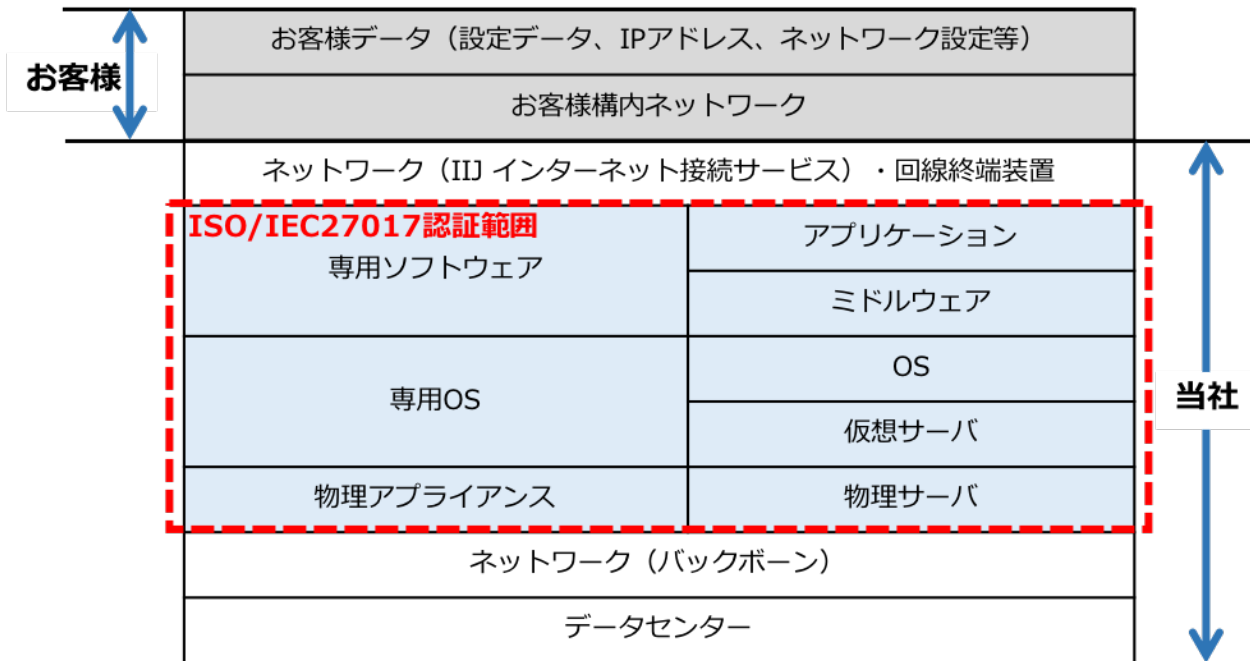 お客様データ（設定データ、IPアドレス、ネットワーク設定等）
お客様
お客様構内ネットワーク
ネットワーク（IIJ インターネット接続サービス）・回線終端装置
ISO/IEC27017認証範囲
専用ソフトウェア
アプリケーション
ミドルウェア
専用OS
OS
仮想サーバ
当社
物理アプライアンス
物理サーバ
ネットワーク（バックボーン）
データセンター